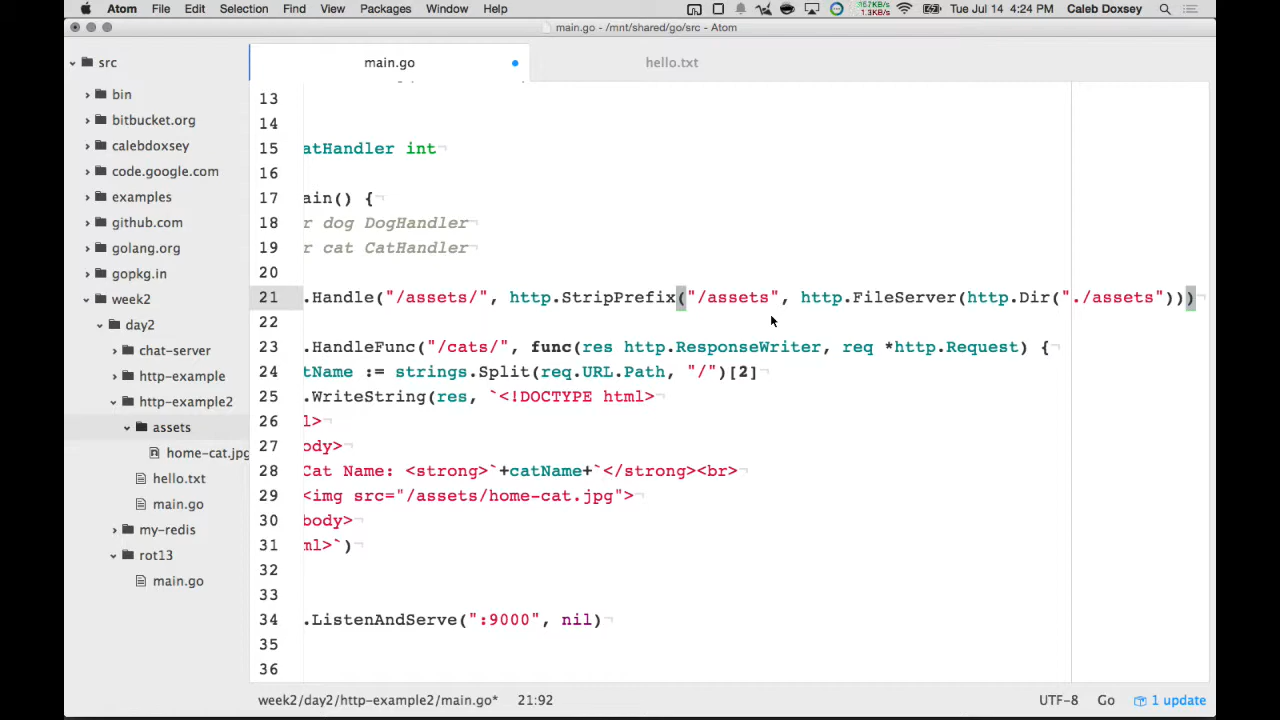 Atom File Edit Selection Find View Packages Window Help Tue Jul 14 4:24 PM Caleb Doxsey
main.go - /mnt/shared/go/src - Atom
src
bin
bitbucket.org
calebdoxsey
code.google.com
examples
github.com
golang.org
gopkg.in
week2
day2
chat-server
http-example
http-example2
assets
home-cat.jpg
hello.txt
main.go
my-redis
rot13
main.go
main.go hello.txt
13
14
15 atHandler int
16
17 ain() {
18 r dog DogHandler
19 r cat CatHandler
20
21 .Handle("/assets/", http.StripPrefix("/assets", http.FileServer(http.Dir("./assets"))))
22
23 .HandleFunc("/cats/", func(res http.ResponseWriter, req *http.Request) {
24 tName := strings.Split(req.URL.Path, "/")[2]
25 .WriteString(res, `<!DOCTYPE html>
26 l>
27 ody>
28 Cat Name: <strong>`+catName+`</strong><br>
29 <img src="/assets/home-cat.jpg">
30 body>
31 ml>`)
32
33
34 .ListenAndServe(":9000", nil)
35
36
week2/day2/http-example2/main.go* 21:92 UTF-8 Go 1 update